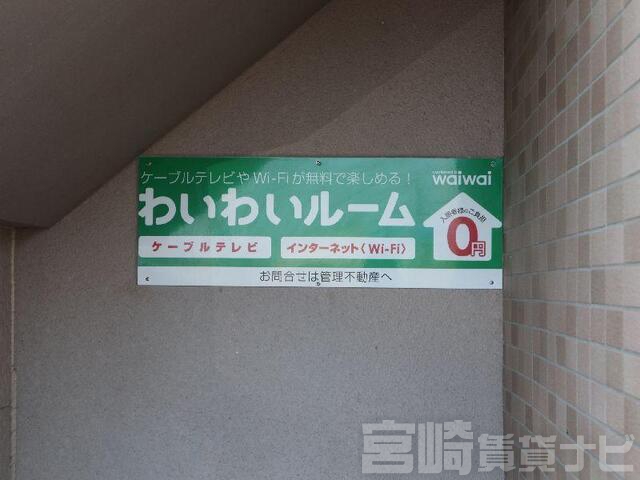 ケーブルテレビやWi-Fiが無料で楽しめる!
waiwai
わいわいルーム
入居者様のご費用
0円
ケーブルテレビ
インターネット〈Wi-Fi〉
お問合せは管理不動産へ
宮崎賃貸ナビ